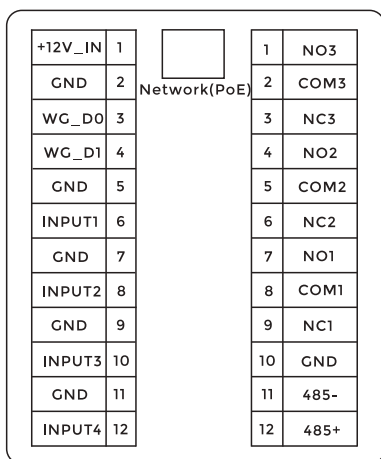 +12V_IN 1
GND 2
WG_D0 3
WG_D1 4
GND 5
INPUT1 6
GND 7
INPUT2 8
GND 9
INPUT3 10
GND 11
INPUT4 12
Network(PoE)
1 NO3
2 COM3
3 NC3
4 NO2
5 COM2
6 NC2
7 NO1
8 COM1
9 NC1
10 GND
11 485-
12 485+